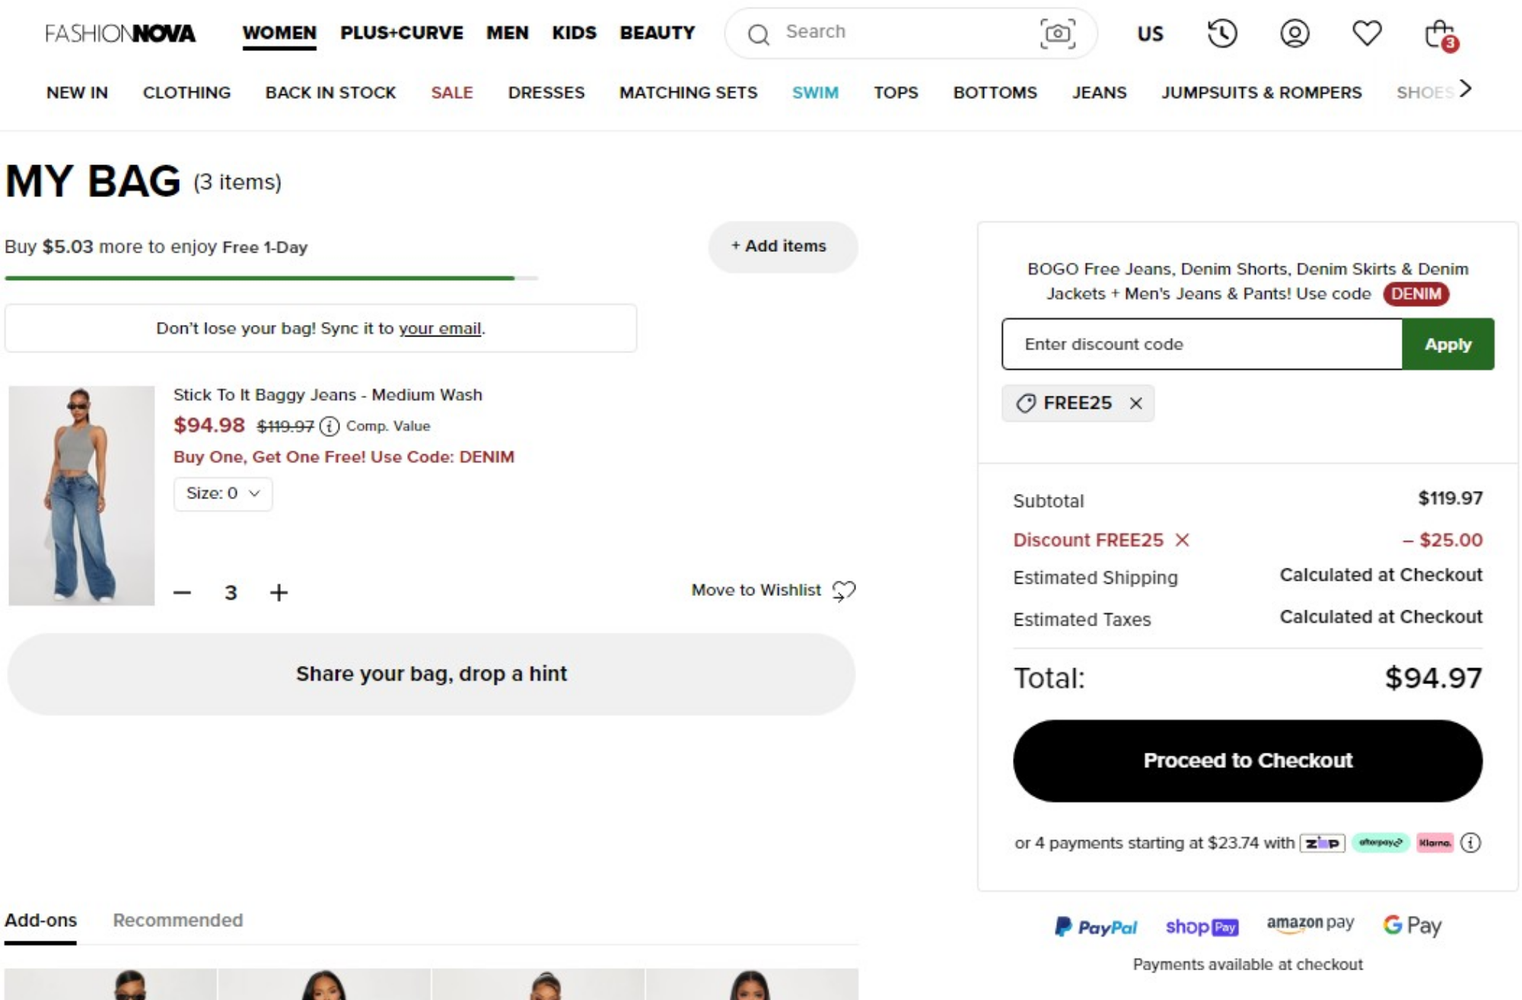 FASHIONNOVA
WOMEN PLUS+CURVE MEN KIDS BEAUTY
Search
US
3
NEW IN CLOTHING BACK IN STOCK SALE DRESSES MATCHING SETS SWIM TOPS BOTTOMS JEANS JUMPSUITS & ROMPERS SHOES
MY BAG (3 items)
Buy $5.03 more to enjoy Free 1-Day
+ Add items
Don't lose your bag! Sync it to your email.
Stick To It Baggy Jeans - Medium Wash
$94.98 $119.97 i Comp. Value
Buy One, Get One Free! Use Code: DENIM
Size: 0
− 3 +
Move to Wishlist
Share your bag, drop a hint
Add-ons Recommended
BOGO Free Jeans, Denim Shorts, Denim Skirts & Denim
Jackets + Men's Jeans & Pants! Use code DENIM
Enter discount code Apply
FREE25 ×
Subtotal $119.97
Discount FREE25 × – $25.00
Estimated Shipping Calculated at Checkout
Estimated Taxes Calculated at Checkout
Total: $94.97
Proceed to Checkout
or 4 payments starting at $23.74 with ZIP afterpay Klarna. i
PayPal shop Pay amazon pay G Pay
Payments available at checkout